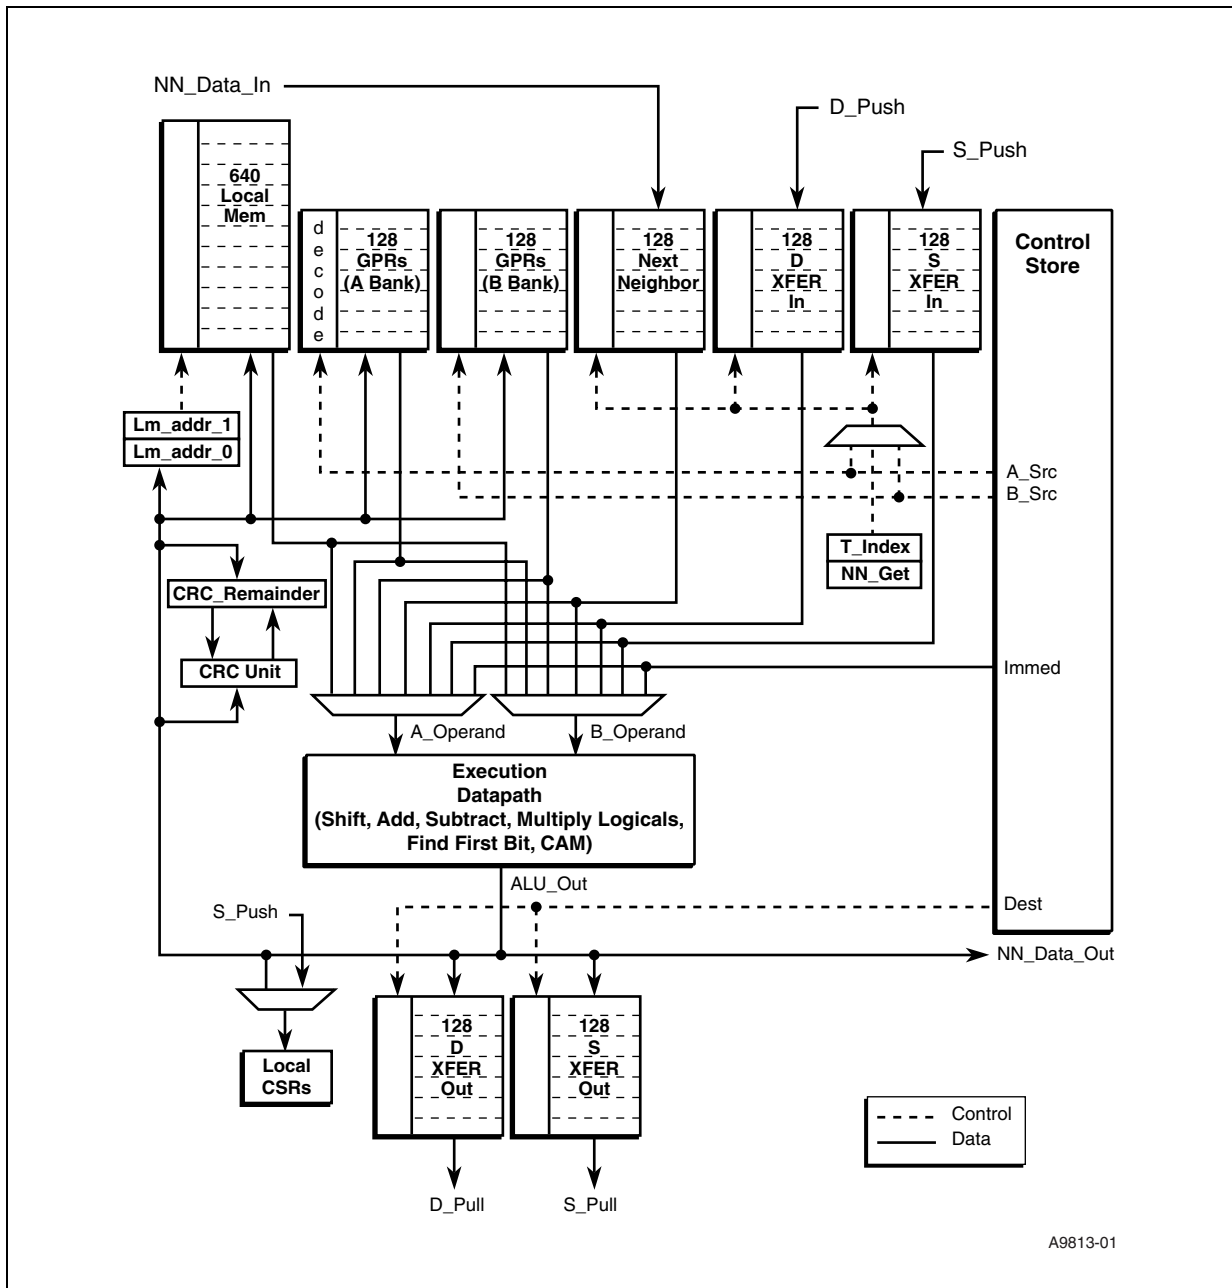 NN_Data_In
D_Push
S_Push
640
Local
Mem
decode
128
GPRs
(A Bank)
128
GPRs
(B Bank)
128
Next
Neighbor
128
D
XFER
In
128
S
XFER
In
Control
Store
Lm_addr_1
Lm_addr_0
A_Src
B_Src
T_Index
NN_Get
CRC_Remainder
CRC Unit
Immed
A_Operand
B_Operand
Execution
Datapath
(Shift, Add, Subtract, Multiply Logicals,
Find First Bit, CAM)
ALU_Out
S_Push
Dest
NN_Data_Out
128
D
XFER
Out
128
S
XFER
Out
Local
CSRs
Control
Data
D_Pull
S_Pull
A9813-01